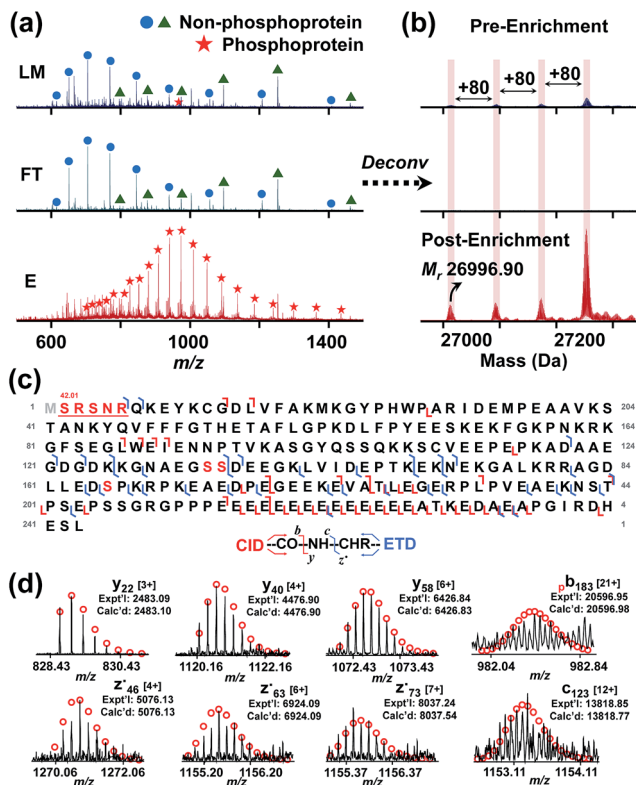 (a)
Non-phosphoprotein
Phosphoprotein
LM
FT
E
600 800 1000 1200 1400
m/z
Deconv
(b)
Pre-Enrichment
+80 +80 +80
Post-Enrichment
Mr 26996.90
27000 27200
Mass (Da)
(c)
42.01
1 MSRSNRQKEYKCGDLVFAKMKGYPHWPARIDEMPEAAVKS 204
41 TANKYQVFFFGTHETAFLGPKDLFPYEESKEKFGKPNKRK 164
81 GFSEGLWEIENNPTVKASGYQSSQKKSCVEEPEPEPKADAAE 124
121 GDGDKKGNAEGSSDEEGKLVIDEPTKEKNEKGALKRRAGD 84
161 LLEDSPKRPKEAEDPEGEEKEVATLEGERPLPVEAEKNST 44
201 PSEPSSGRGPPPEEEEEEEEEEEEEEATKEDAEAPGIRDH 4
241 ESL 1
CID CO NH CHR ETD
b c
y z•
(d)
y22 [3+]
Expt'l: 2483.09
Calc'd: 2483.10
828.43 830.43
m/z
y40 [4+]
Expt'l: 4476.90
Calc'd: 4476.90
1120.16 1122.16
m/z
y58 [6+]
Expt'l: 6426.84
Calc'd: 6426.83
1072.43 1073.43
m/z
pb183 [21+]
Expt'l: 20596.95
Calc'd: 20596.98
982.04 982.84
m/z
z•46 [4+]
Expt'l: 5076.13
Calc'd: 5076.13
1270.06 1272.06
m/z
z•63 [6+]
Expt'l: 6924.09
Calc'd: 6924.09
1155.20 1156.20
m/z
z•73 [7+]
Expt'l: 8037.24
Calc'd: 8037.54
1155.37 1156.37
m/z
c123 [12+]
Expt'l: 13818.85
Calc'd: 13818.77
1153.11 1154.11
m/z